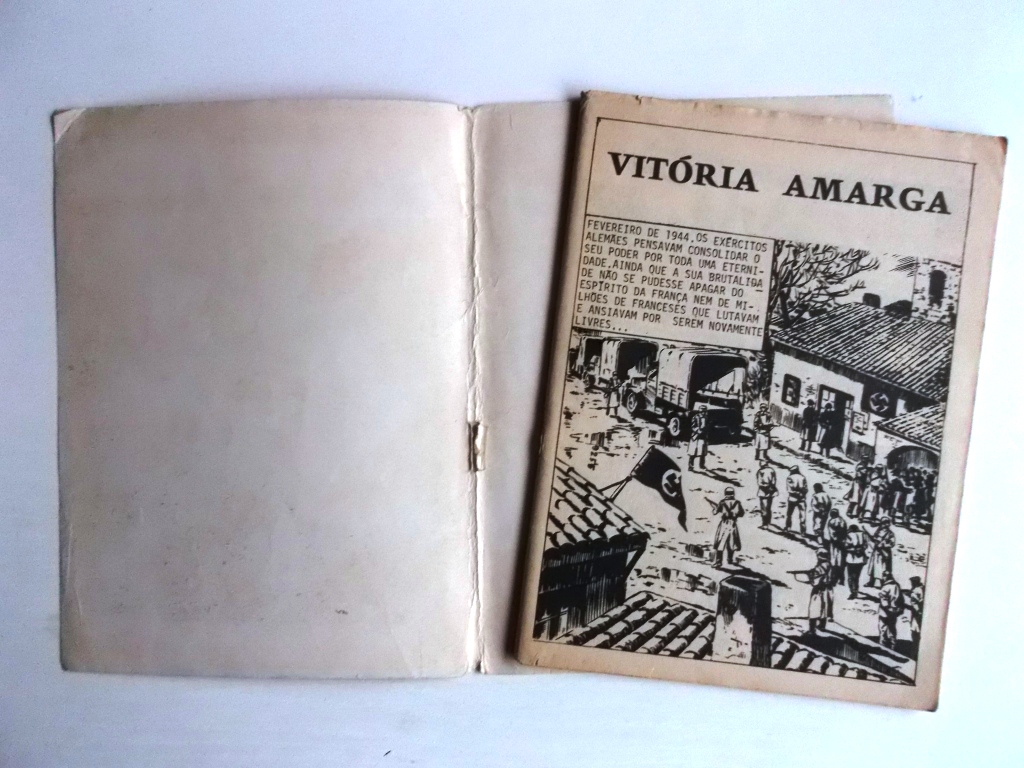 VITÓRIA AMARGA
FEVEREIRO DE 1944. OS EXÉRCITOS
ALEMÃES PENSAVAM CONSOLIDAR O
SEU PODER POR TODA UMA ETERNI-
DADE. AINDA QUE A SUA BRUTALIDA
DE NÃO SE PUDESSE APAGAR DO
ESPÍRITO DA FRANÇA NEM DE MI-
LHÕES DE FRANCESES QUE LUTAVAM
E ANSIAVAM POR SEREM NOVAMENTE
LIVRES...